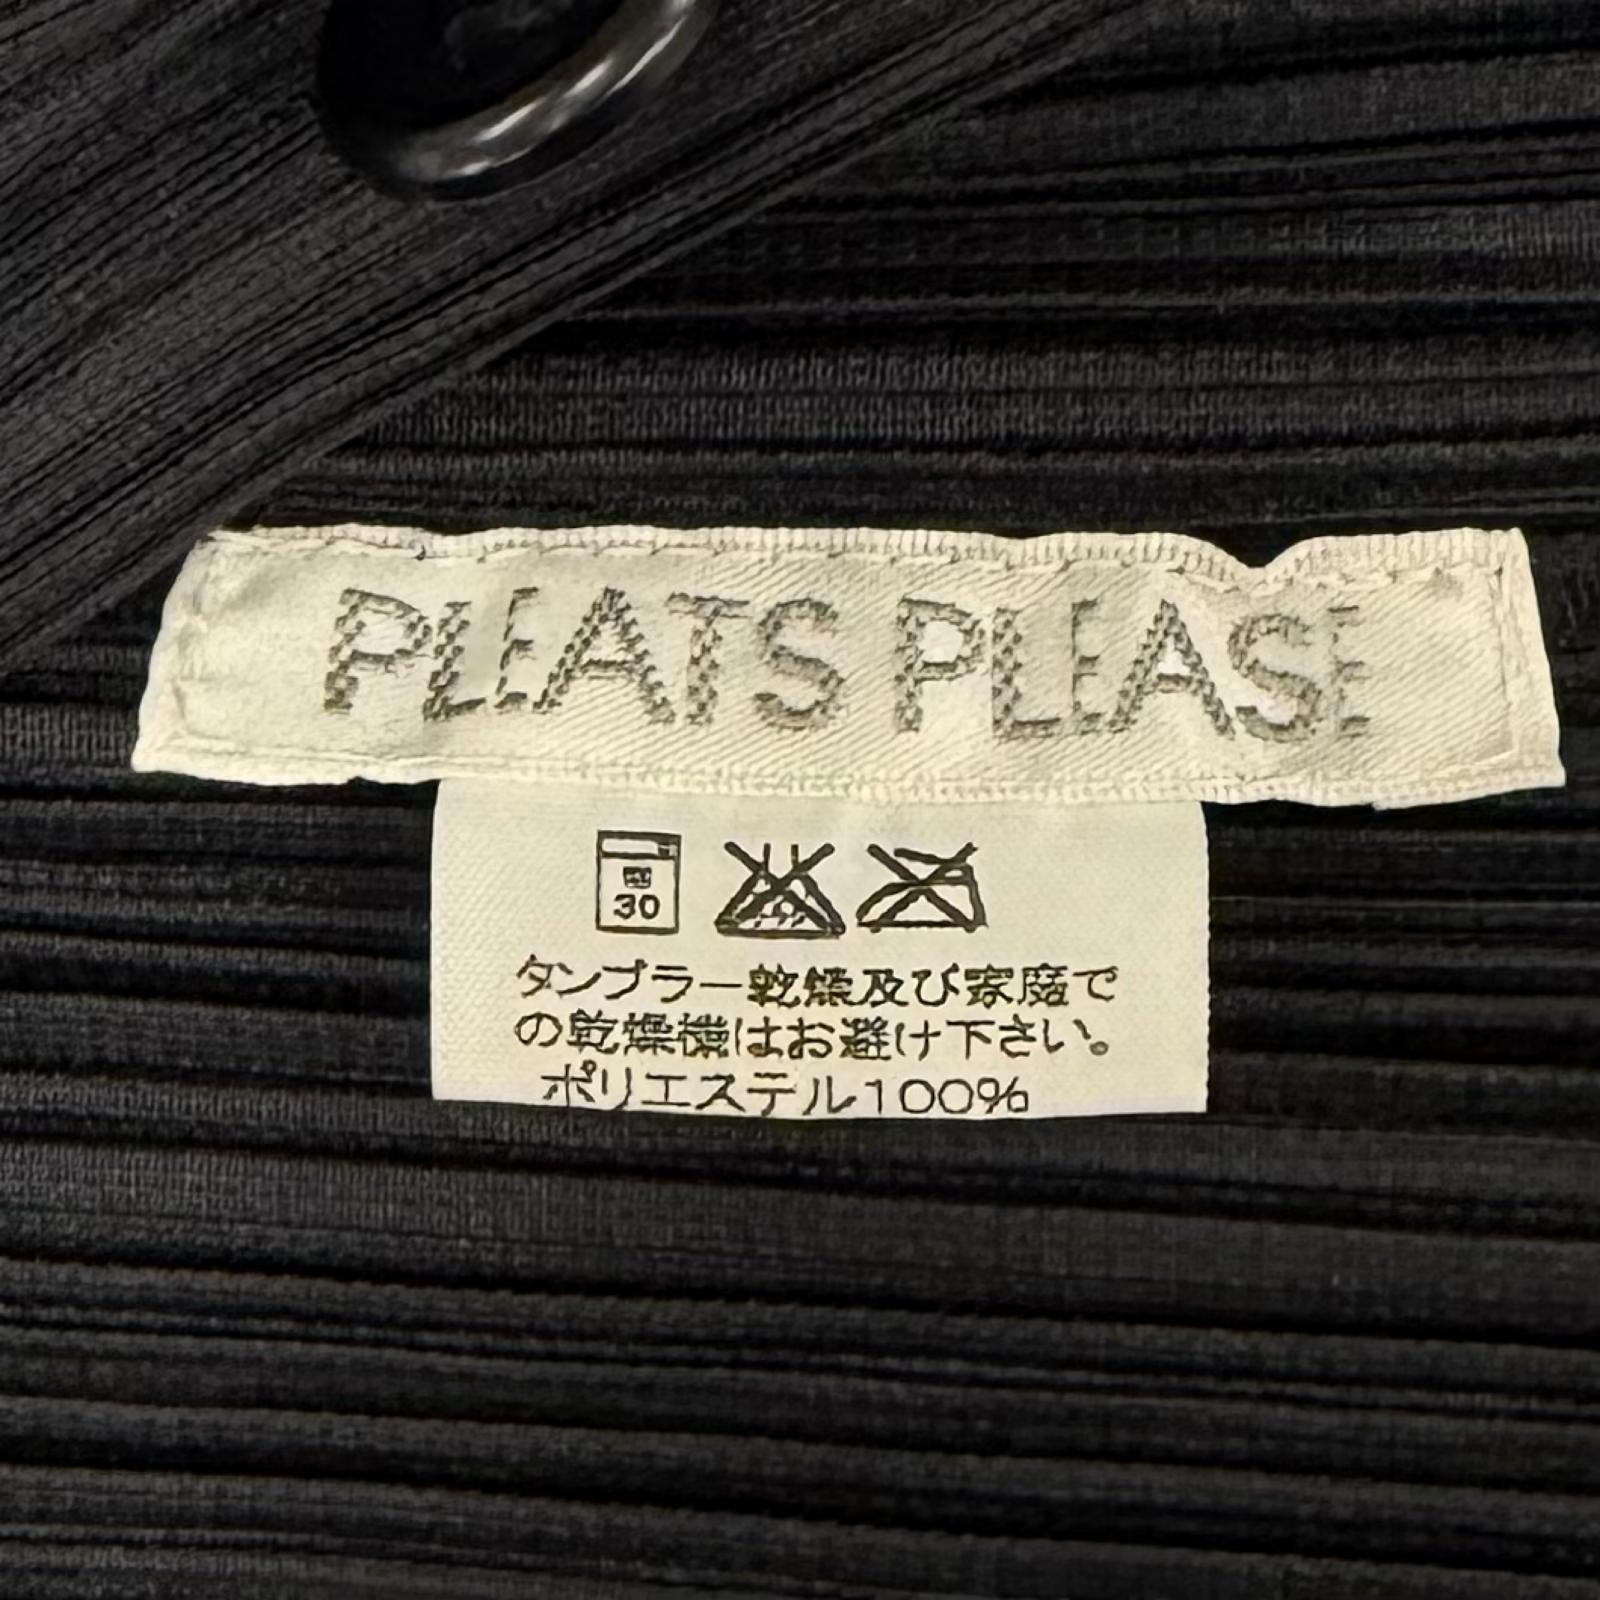 PLEATS PLEASE
30
タンブラー乾燥及び家庭で
の乾燥機はお避け下さい。
ポリエステル100%